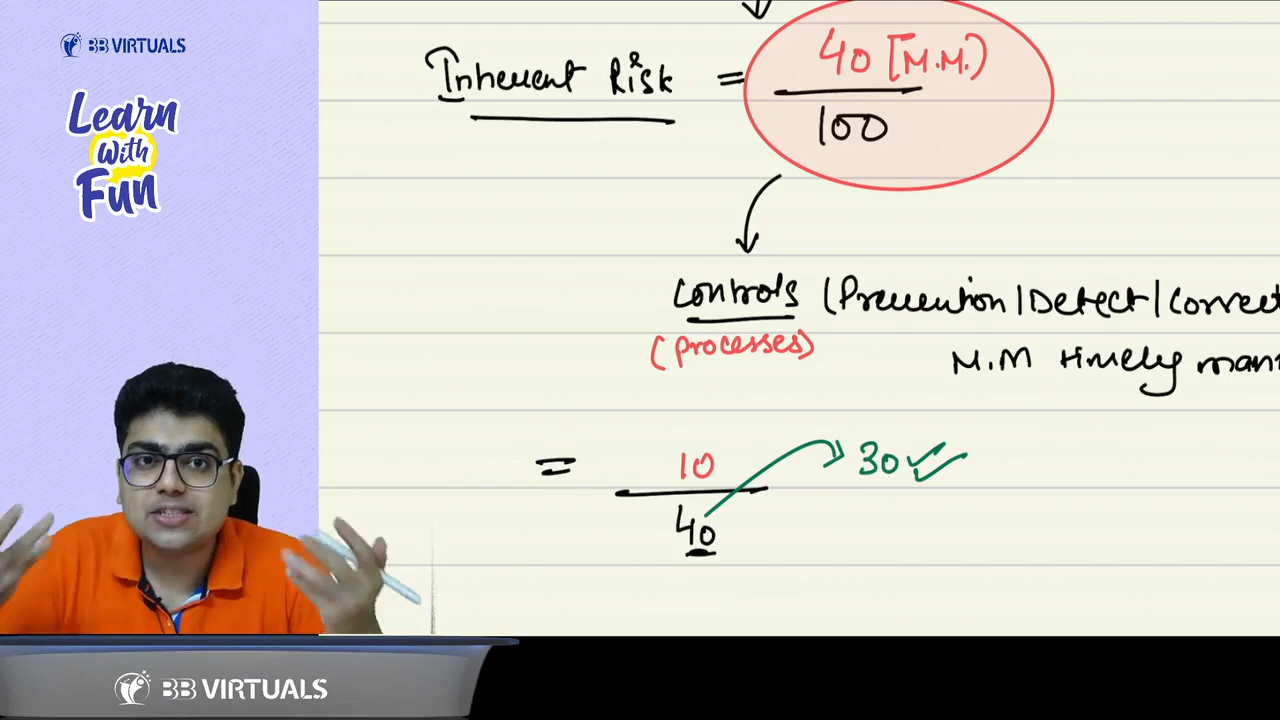 BB VIRTUALS
Learn
with
Fun
Inherent Risk = 40 [M.M.)
100
Controls (Prevention/Detect/Correct
(processes)
M.M timely mann
= 10
40
30
BB VIRTUALS